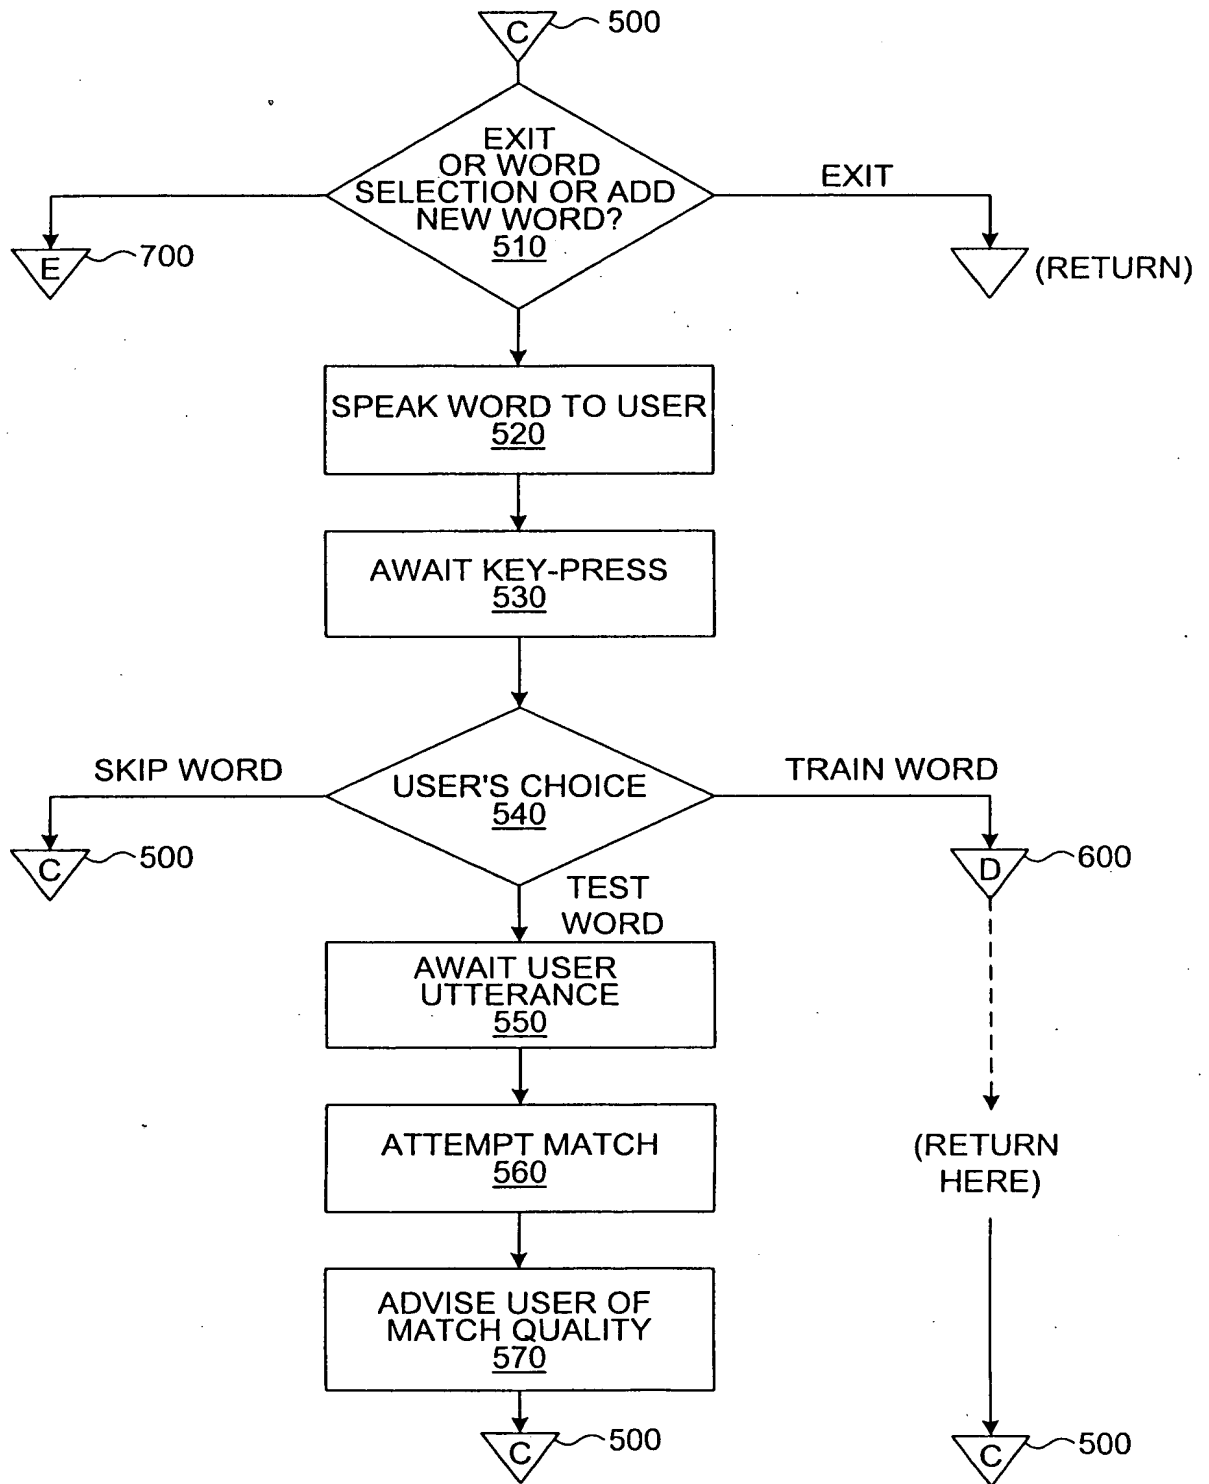 C 500
EXIT
OR WORD
SELECTION OR ADD
NEW WORD?
510
EXIT
E 700
(RETURN)
SPEAK WORD TO USER
520
AWAIT KEY-PRESS
530
SKIP WORD
USER'S CHOICE
540
TRAIN WORD
C 500
D 600
TEST
WORD
AWAIT USER
UTTERANCE
550
ATTEMPT MATCH
560
(RETURN
HERE)
ADVISE USER OF
MATCH QUALITY
570
C 500
C 500